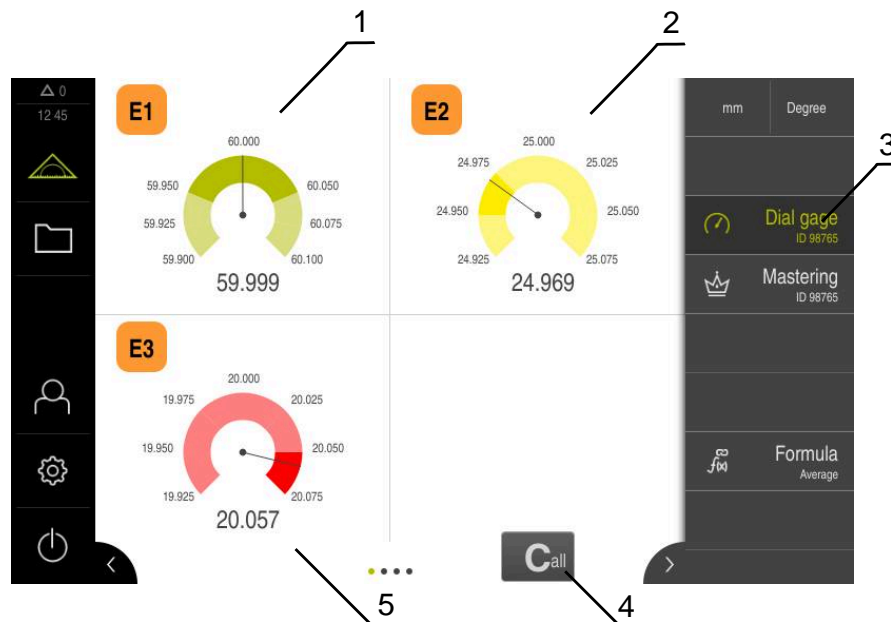 1
2
3
△ 0
12 45
E1
60.000
59.950
60.050
59.925
60.075
59.900
60.100
59.999
E2
25.000
24.975
25.025
24.950
25.050
24.925
25.075
24.969
mm
Degree
Dial gage
ID 98765
Mastering
ID 98765
E3
20.000
19.975
20.025
19.950
20.050
19.925
20.075
20.057
f(x)
Formula
Average
Call
5
4